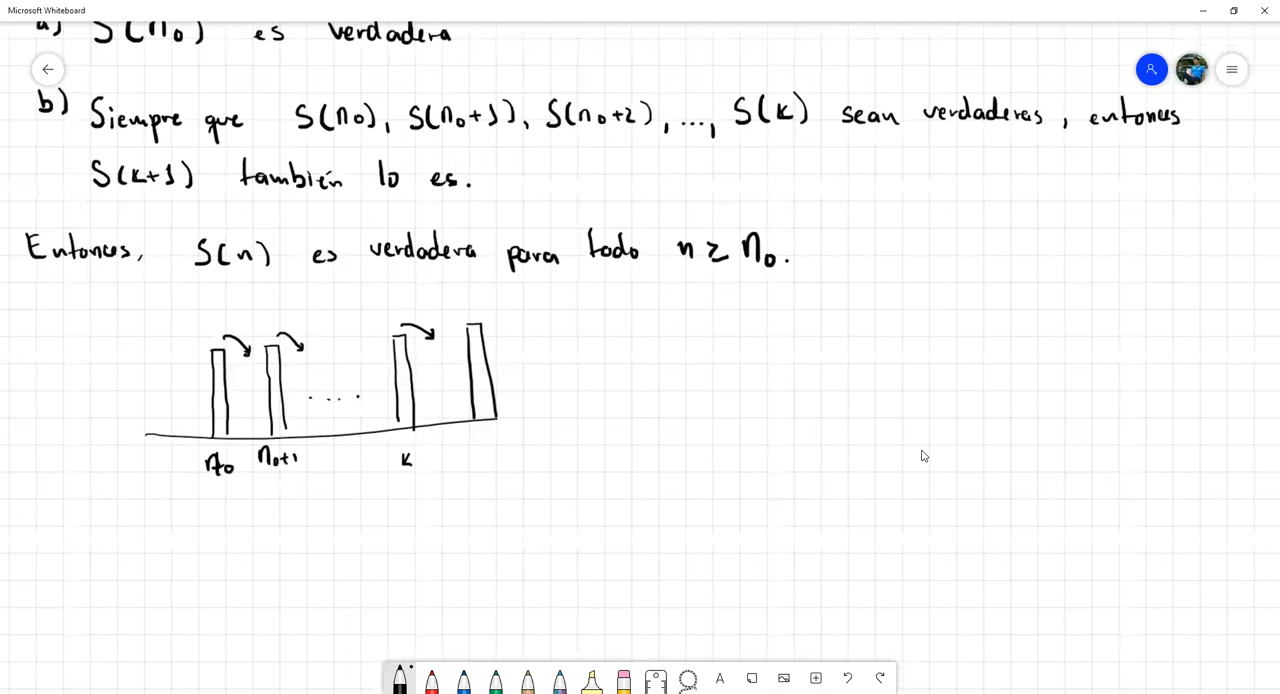 Microsoft Whiteboard
a) S(n₀) es verdadera
b) Siempre que S(n₀), S(n₀+1), S(n₀+2), ..., S(k) sean verdaderas, entonces
S(k+1) también lo es.
Entonces, S(n) es verdadera para todo n ≥ n₀.
....
n₀ n₀+1 k
A